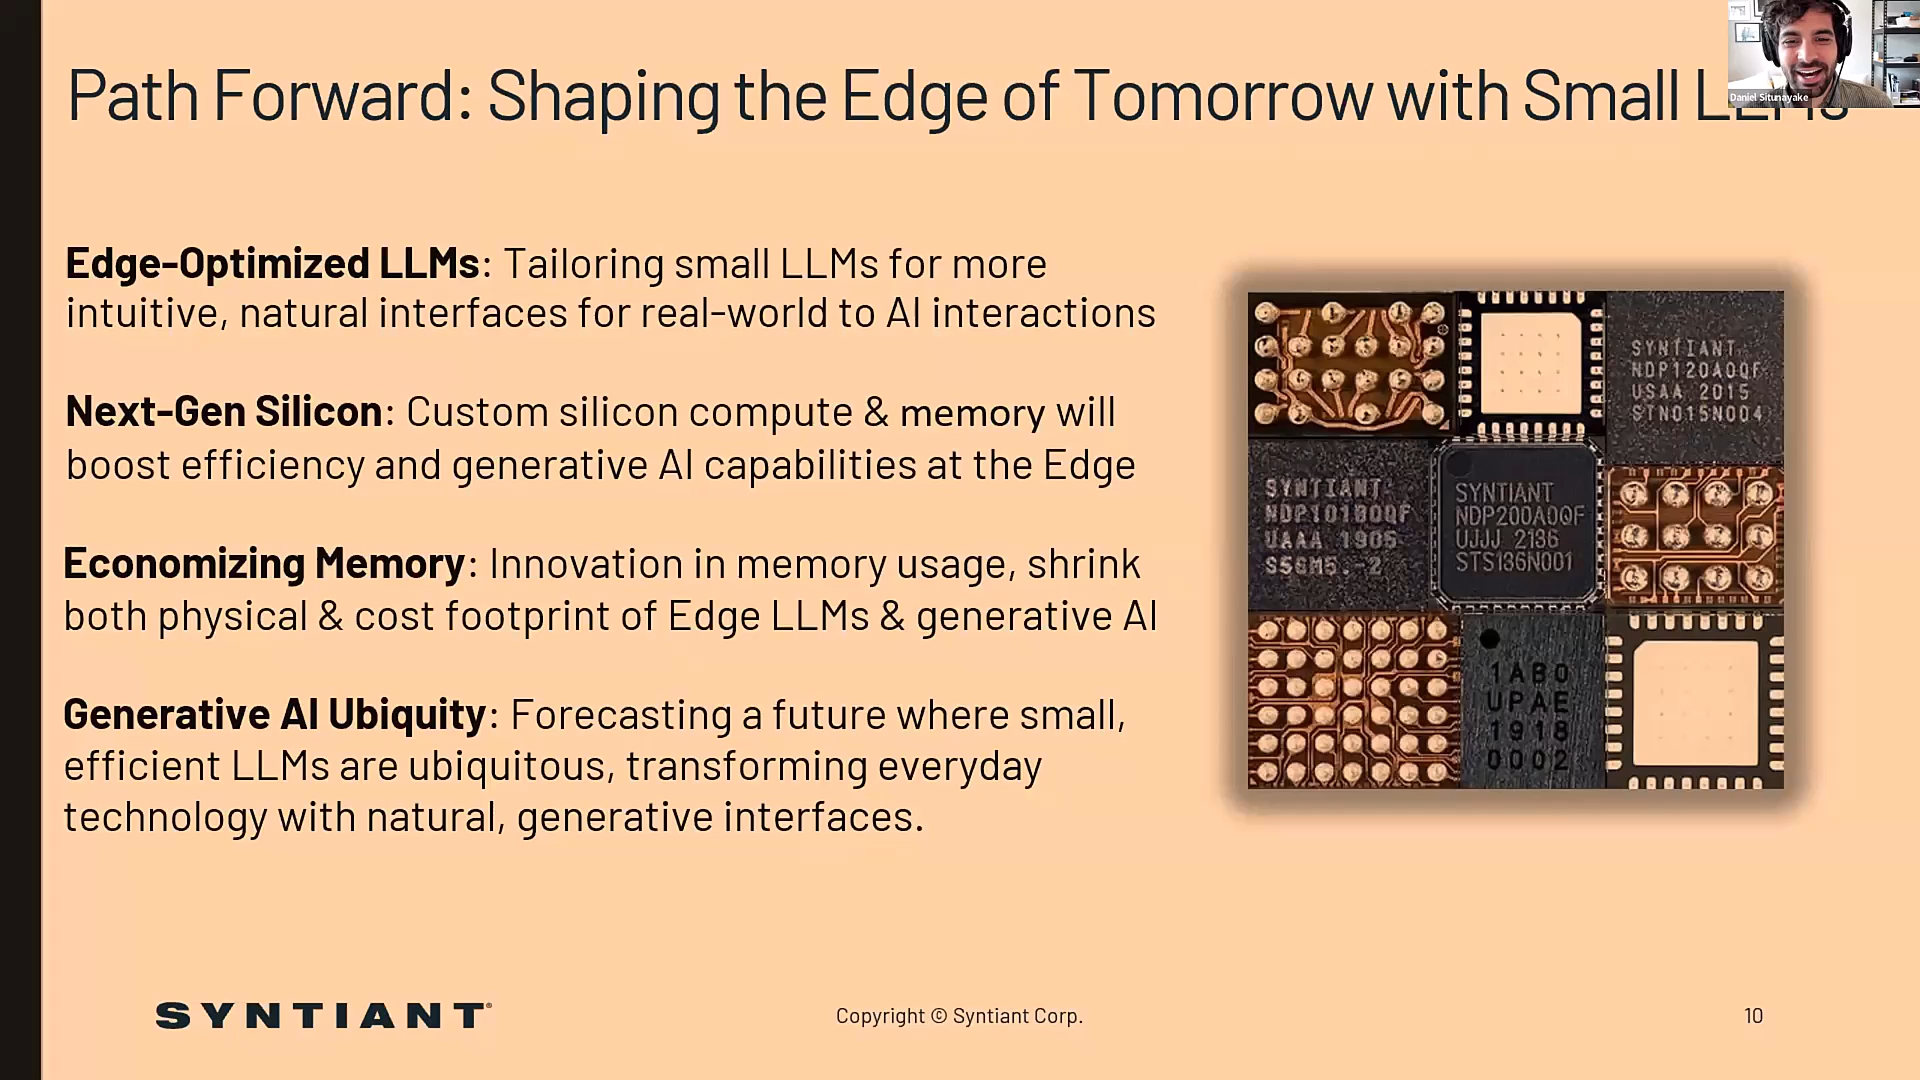 Path Forward: Shaping the Edge of Tomorrow with Small LLMs
Daniel Situnayake
Edge-Optimized LLMs: Tailoring small LLMs for more
intuitive, natural interfaces for real-world to AI interactions
Next-Gen Silicon: Custom silicon compute & memory will
boost efficiency and generative AI capabilities at the Edge
Economizing Memory: Innovation in memory usage, shrink
both physical & cost footprint of Edge LLMs & generative AI
Generative AI Ubiquity: Forecasting a future where small,
efficient LLMs are ubiquitous, transforming everyday
technology with natural, generative interfaces.
SYNTIANT
NDP120A0QF
USAA 2015
STN015N004
SYNTIANT
NDP101B0QF
UAAA 1905
SYNTIANT
NDP200A0QF
UJJJ 2136
STS136N001
1AB0
UPAE
1918
0002
SYNTIANT
Copyright © Syntiant Corp.
10